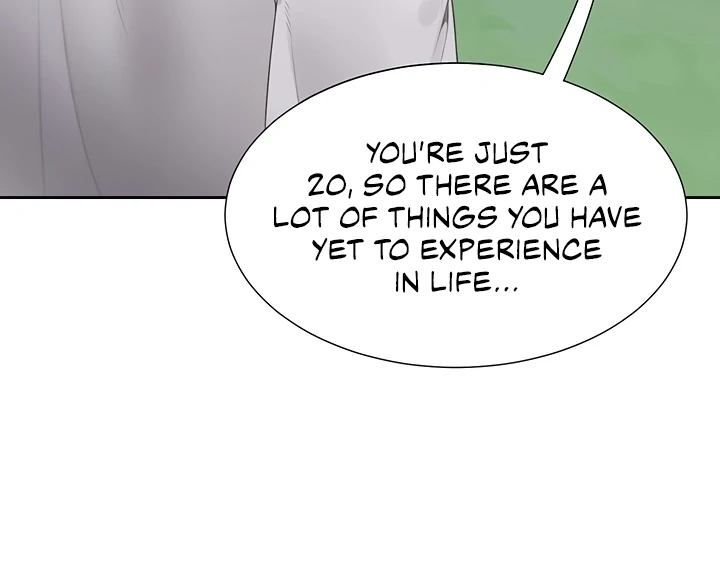 YOU'RE JUST
20, SO THERE ARE A
LOT OF THINGS YOU HAVE
YET TO EXPERIENCE
IN LIFE...